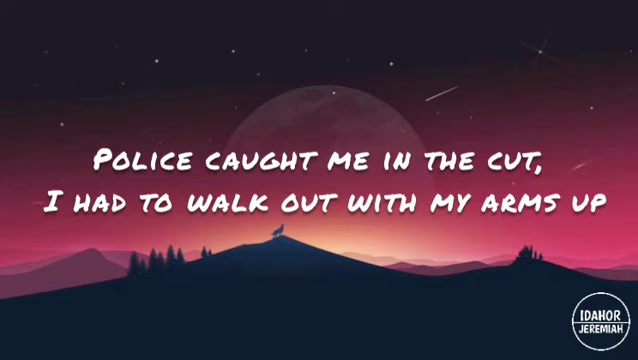 POLICE CAUGHT ME IN THE CUT,
I HAD TO WALK OUT WITH MY ARMS UP
IDAHOR
JEREMIAH